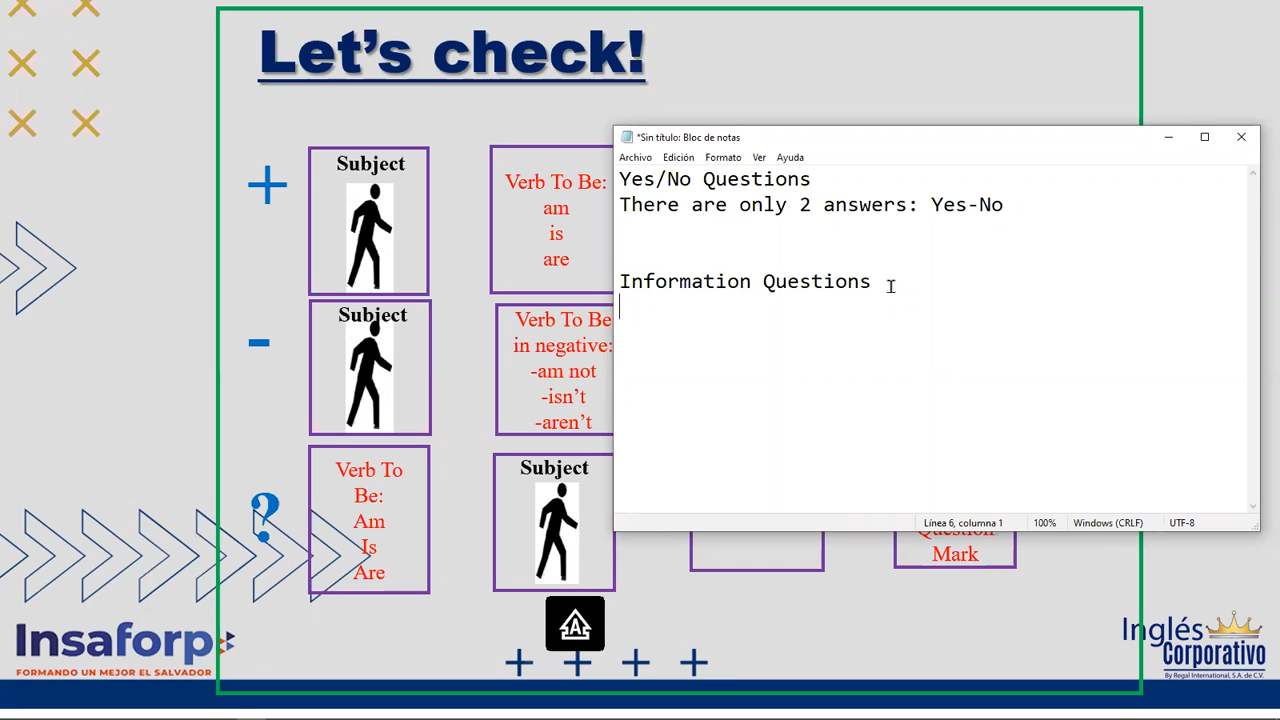 Let's check!
+
Subject
Verb To Be:
am
is
are
-
Subject
Verb To Be
in negative:
-am not
-isn't
-aren't
?
Verb To
Be:
Am
Is
Are
Subject
Question
Mark
*Sin título: Bloc de notas
Archivo Edición Formato Ver Ayuda
Yes/No Questions
There are only 2 answers: Yes-No
Information Questions
Línea 6, columna 1 100% Windows (CRLF) UTF-8
A
Insaforp
FORMANDO UN MEJOR EL SALVADOR
Inglés
Corporativo
By Regal International, S.A. de C.V.